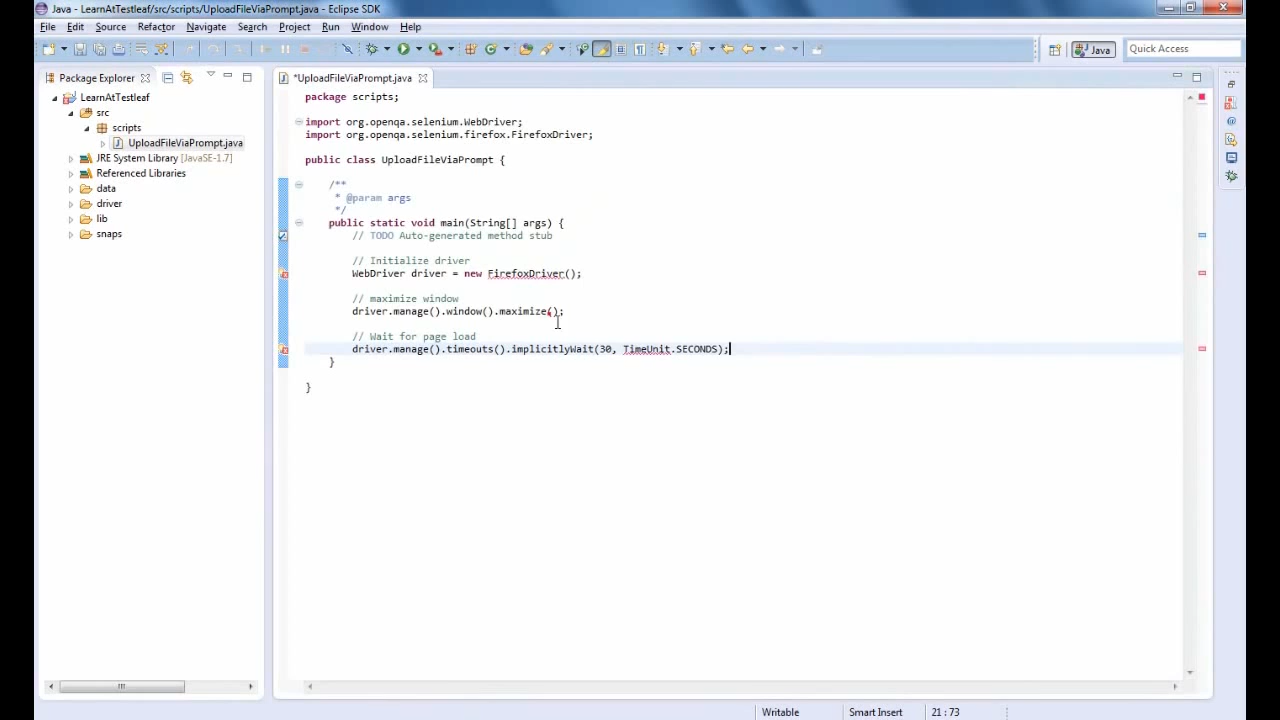 Java - LearnAtTestleaf/src/scripts/UploadFileViaPrompt.java - Eclipse SDK
File Edit Source Refactor Navigate Search Project Run Window Help
Java
Quick Access
Package Explorer
LearnAtTestleaf
src
scripts
UploadFileViaPrompt.java
JRE System Library [JavaSE-1.7]
Referenced Libraries
data
driver
lib
snaps
*UploadFileViaPrompt.java
package scripts;
import org.openqa.selenium.WebDriver;
import org.openqa.selenium.firefox.FirefoxDriver;
public class UploadFileViaPrompt {
/**
* @param args
*/
public static void main(String[] args) {
// TODO Auto-generated method stub
// Initialize driver
WebDriver driver = new FirefoxDriver();
// maximize window
driver.manage().window().maximize();
// Wait for page load
driver.manage().timeouts().implicitlyWait(30, TimeUnit.SECONDS);
}
}
Writable Smart Insert 21:73